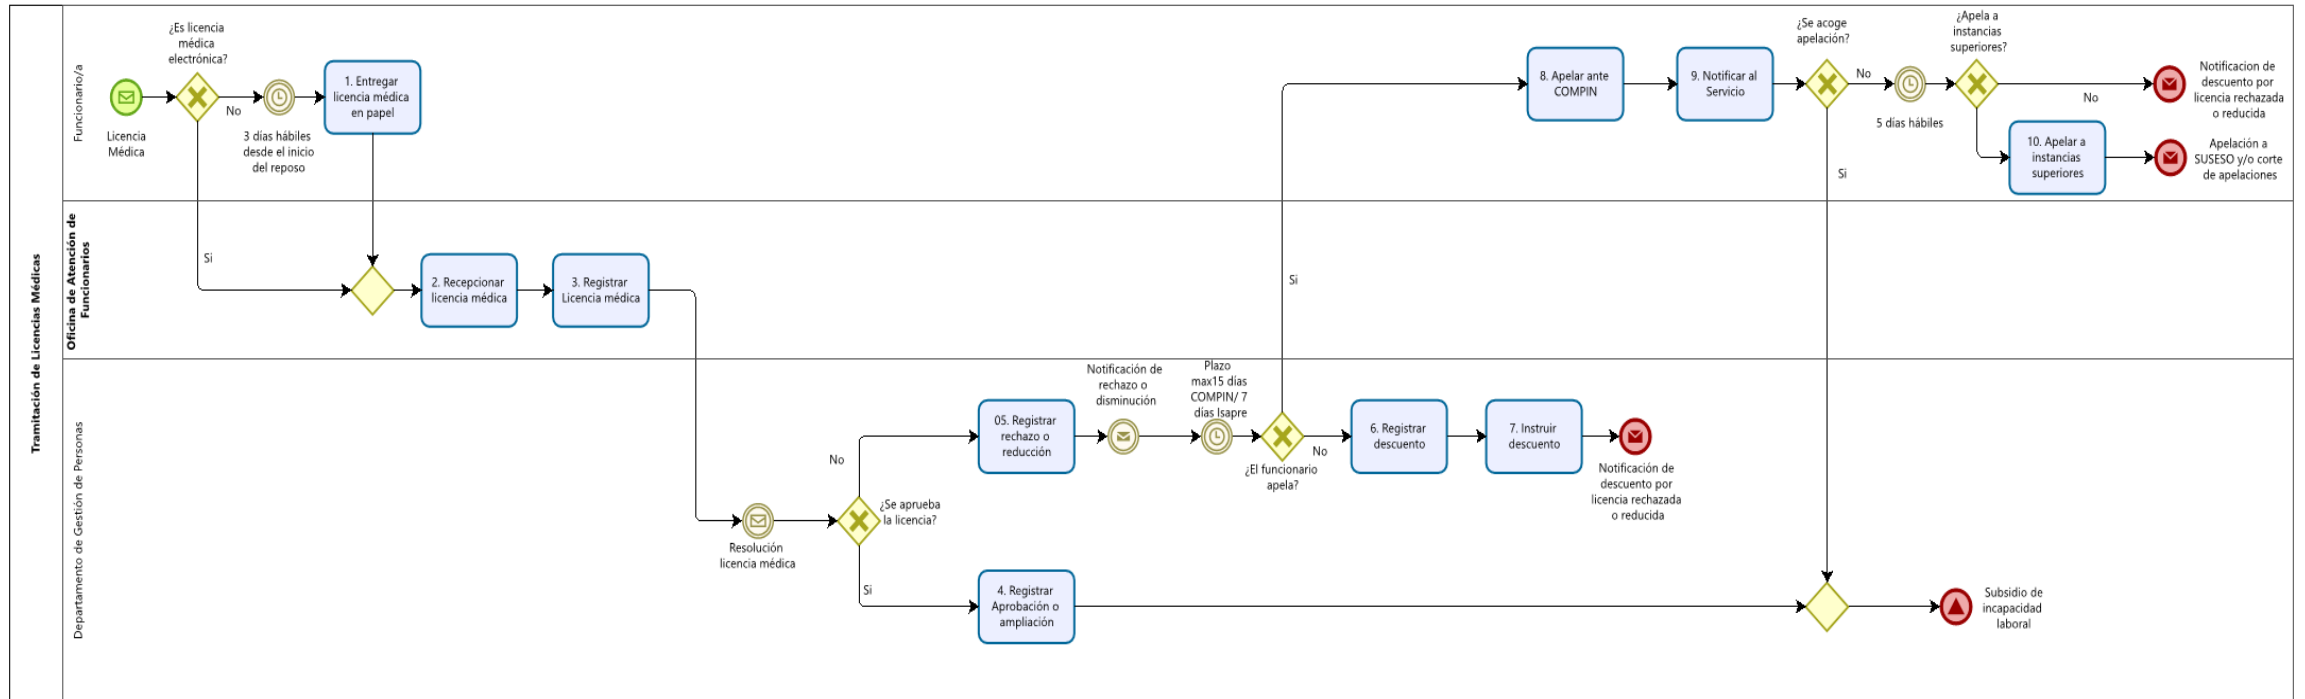 Tramitación de Licencias Médicas
Funcionario/a
Licencia
Médica
¿Es licencia
médica
electrónica?
No
Si
3 días hábiles
desde el inicio
del reposo
1. Entregar
licencia médica
en papel
8. Apelar ante
COMPIN
9. Notificar al
Servicio
¿Se acoge
apelación?
No
Si
5 días hábiles
¿Apela a
instancias
superiores?
No
Notificacion de
descuento por
licencia rechazada
o reducida
10. Apelar a
instancias
superiores
Apelación a
SUSESO y/o corte
de apelaciones
Oficina de Atención de
Funcionarios
2. Recepcionar
licencia médica
3. Registrar
Licencia médica
Si
Departamento de Gestión de Personas
Resolución
licencia médica
¿Se aprueba
la licencia?
No
Si
05. Registrar
rechazo o
reducción
Notificación de
rechazo o
disminución
Plazo
max15 días
COMPIN/ 7
días Isapre
¿El funcionario
apela?
No
6. Registrar
descuento
7. Instruir
descuento
Notificación de
descuento por
licencia rechazada
o reducida
4. Registrar
Aprobación o
ampliación
Subsidio de
incapacidad
laboral